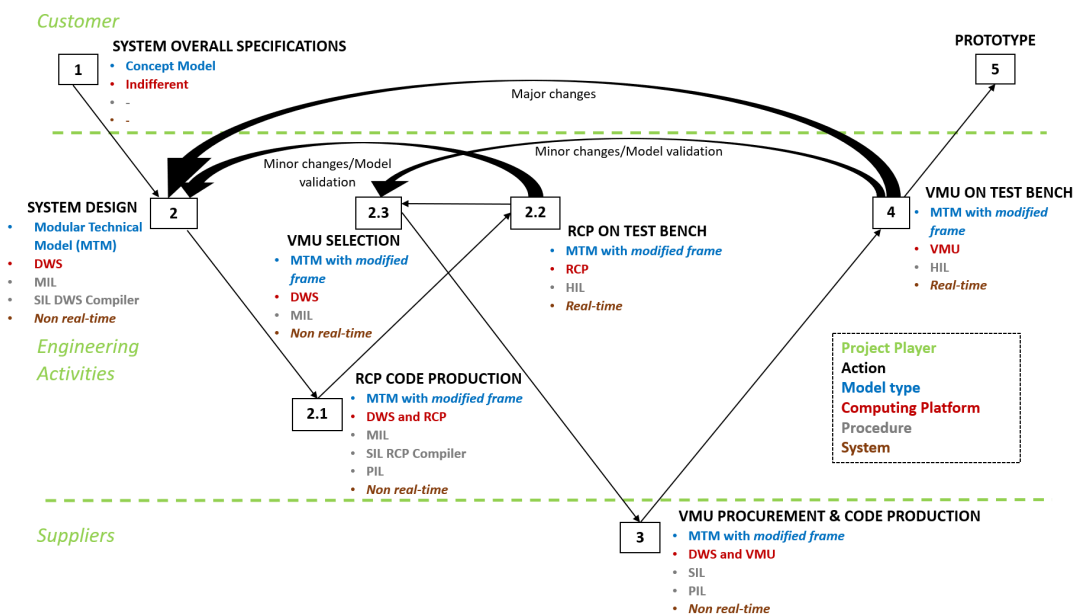 Customer
SYSTEM OVERALL SPECIFICATIONS
1
• Concept Model
• Indifferent
• -
• -
PROTOTYPE
5
Major changes
Minor changes/Model
validation
Minor changes/Model validation
SYSTEM DESIGN
2
• Modular Technical
Model (MTM)
• DWS
• MIL
• SIL DWS Compiler
• Non real-time
2.3
VMU SELECTION
• MTM with modified
frame
• DWS
• MIL
• Non real-time
2.2
RCP ON TEST BENCH
• MTM with modified frame
• RCP
• HIL
• Real-time
4
VMU ON TEST BENCH
• MTM with modified
frame
• VMU
• HIL
• Real-time
Engineering
Activities
RCP CODE PRODUCTION
2.1
• MTM with modified frame
• DWS and RCP
• MIL
• SIL RCP Compiler
• PIL
• Non real-time
Project Player
Action
Model type
Computing Platform
Procedure
System
Suppliers
VMU PROCUREMENT & CODE PRODUCTION
3
• MTM with modified frame
• DWS and VMU
• SIL
• PIL
• Non real-time